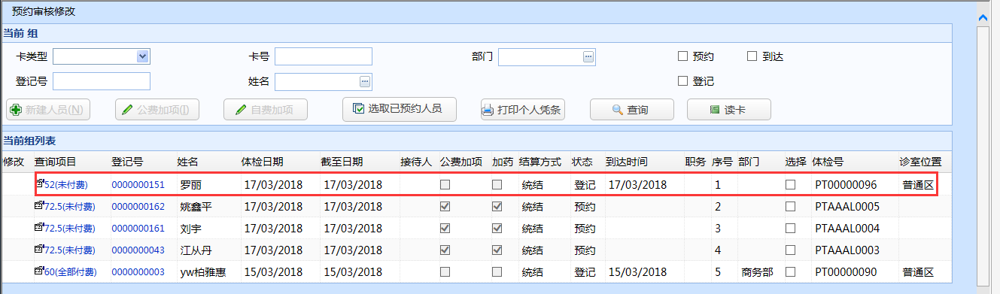 预约审核修改
当前 组
卡类型 卡号 部门 预约 到达
登记号 姓名 登记
新建人员(N) 公费加项(I) 自费加项 选取已预约人员 打印个人凭条 查询 读卡
当前组列表
修改 查询项目 登记号 姓名 体检日期 截至日期 接待人 公费加项 加药 结算方式 状态 到达时间 职务 序号 部门 选择 体检号 诊室位置
52(未付费) 0000000151 罗丽 17/03/2018 17/03/2018 统结 登记 17/03/2018 1 PT00000096 普通区
72.5(未付费) 0000000162 姚鑫平 17/03/2018 17/03/2018 统结 预约 2 PTAAAL0005
72.5(未付费) 0000000161 刘宇 17/03/2018 17/03/2018 统结 预约 3 PTAAAL0004
72.5(未付费) 0000000043 江从丹 17/03/2018 17/03/2018 统结 预约 4 PTAAAL0003
60(全部付费) 0000000003 yw柏雅惠 15/03/2018 15/03/2018 统结 登记 15/03/2018 5 商务部 PT00000090 普通区